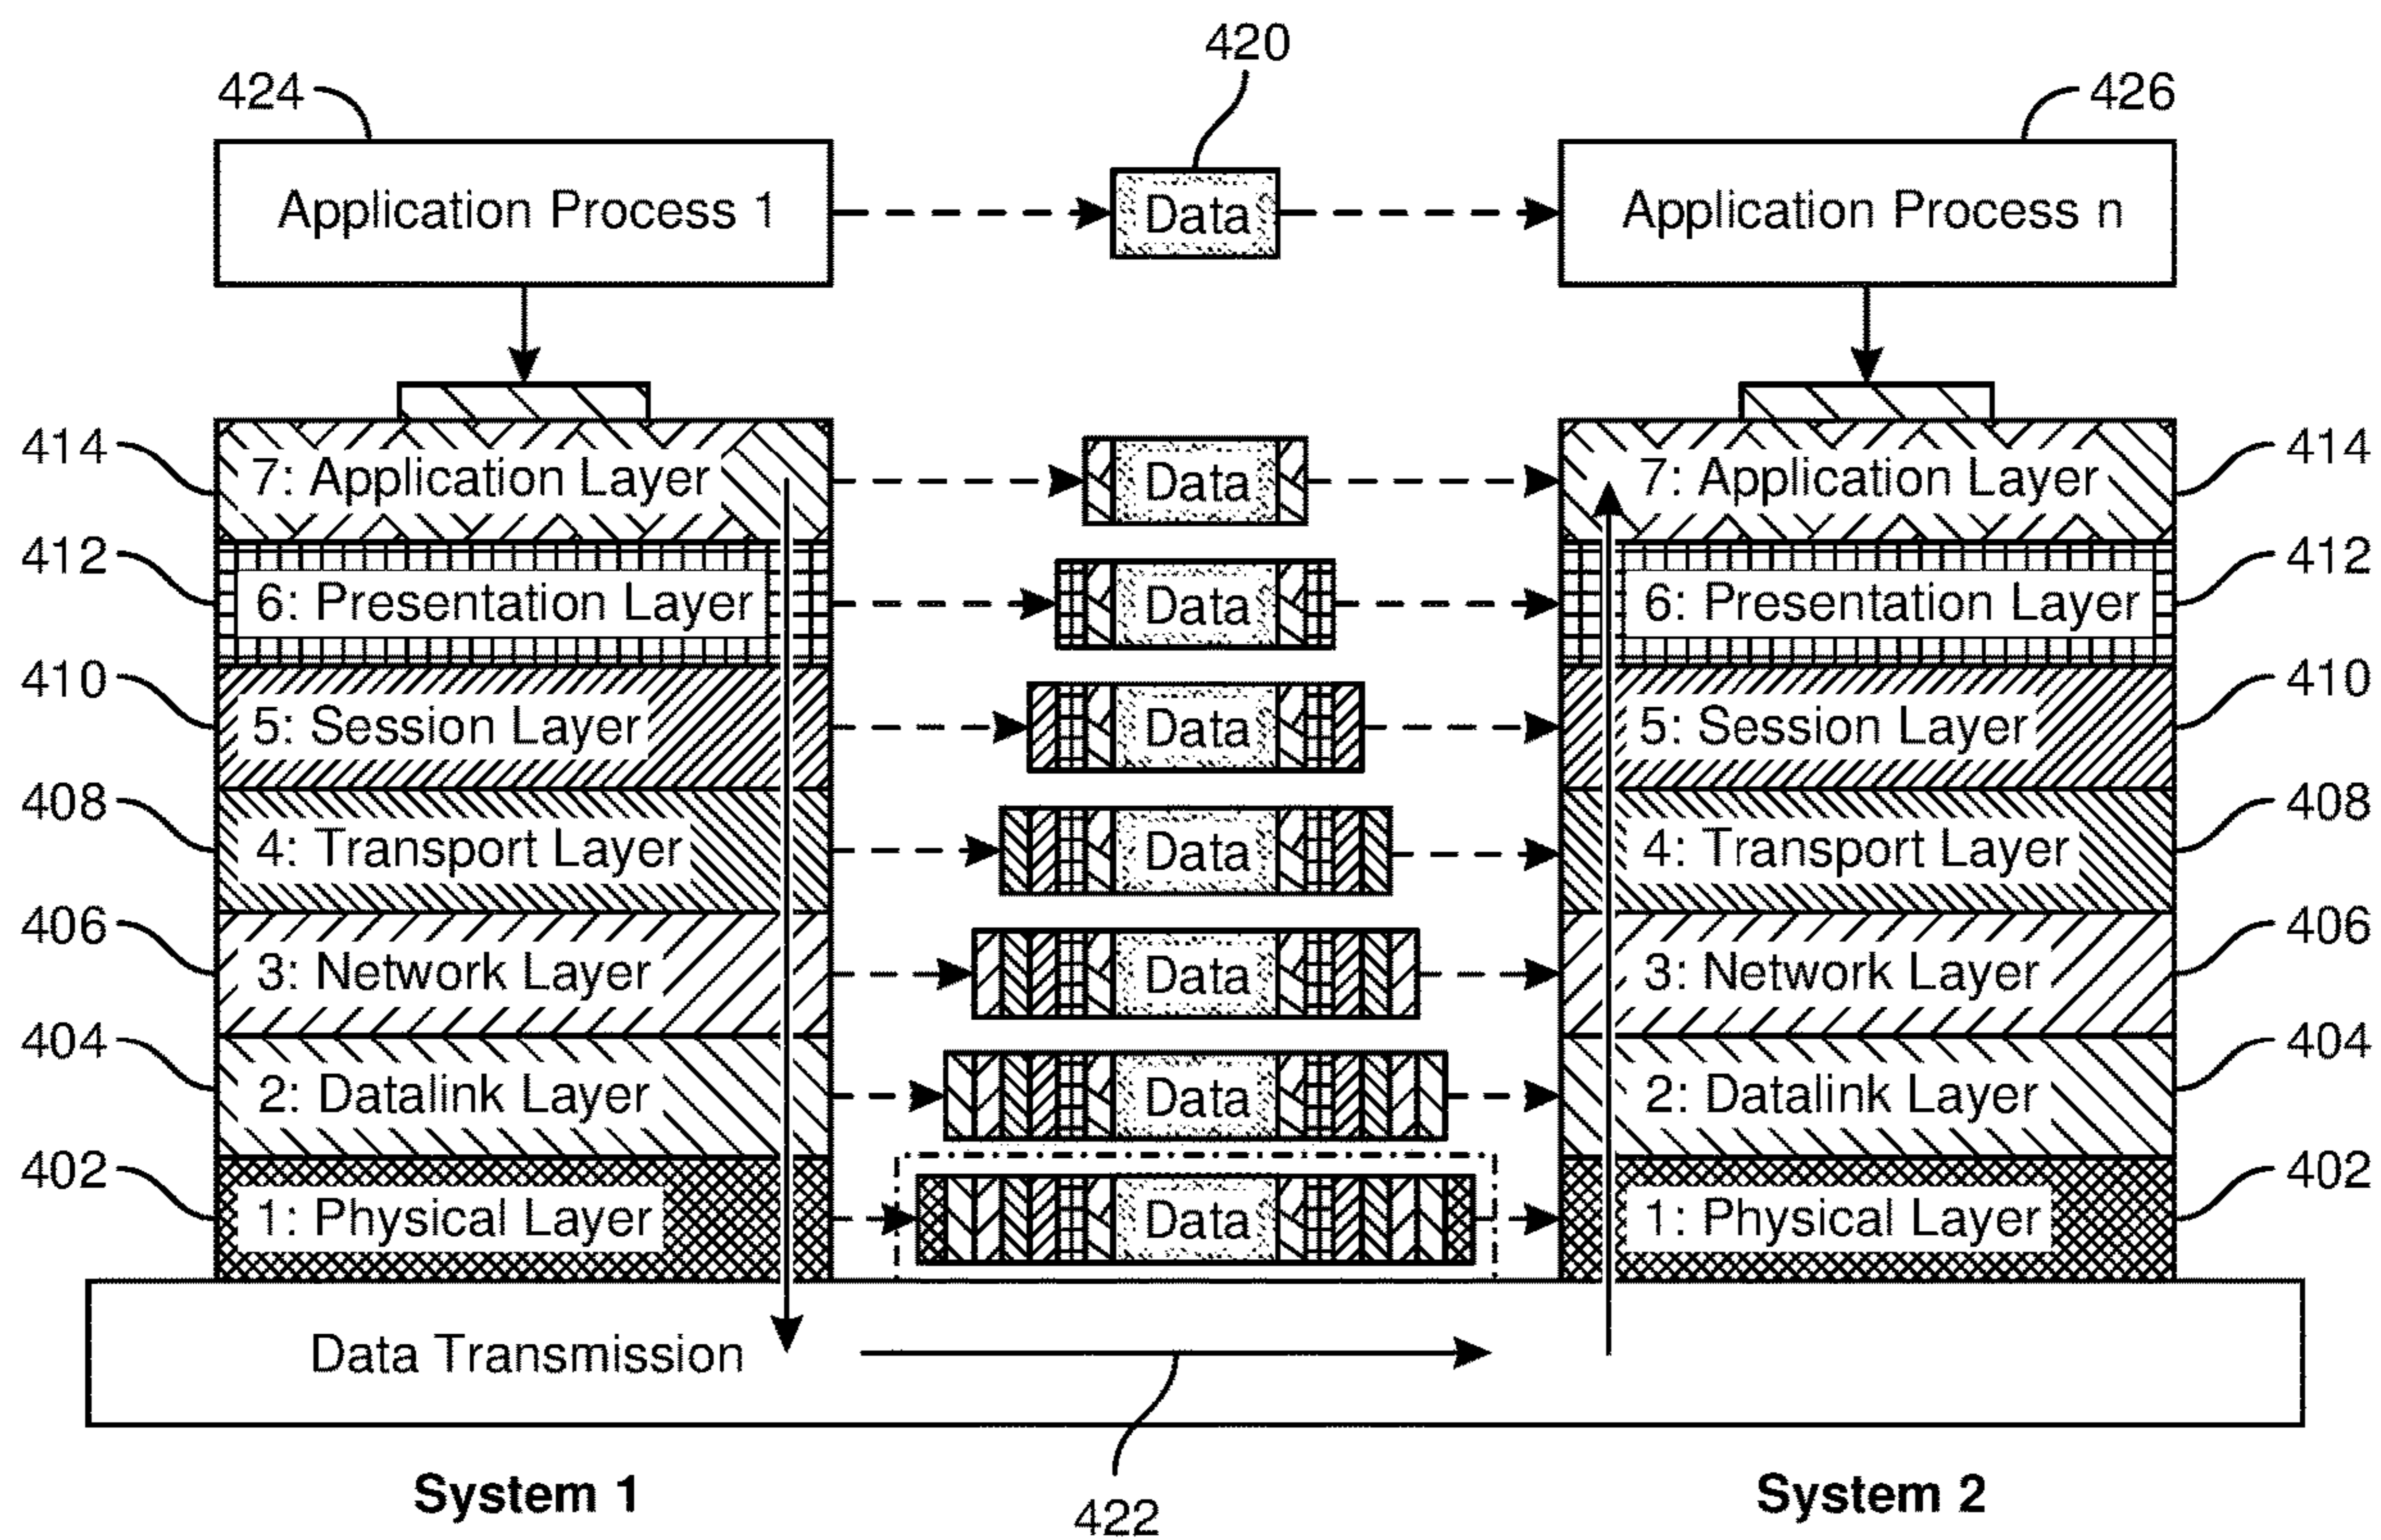 420
424
426
Application Process 1
Data
Application Process n
414
7: Application Layer
Data
7: Application Layer
414
412
6: Presentation Layer
Data
6: Presentation Layer
412
410
5: Session Layer
Data
5: Session Layer
410
408
4: Transport Layer
Data
4: Transport Layer
408
406
3: Network Layer
Data
3: Network Layer
406
404
2: Datalink Layer
Data
2: Datalink Layer
404
402
1: Physical Layer
Data
1: Physical Layer
402
Data Transmission
System 1
422
System 2